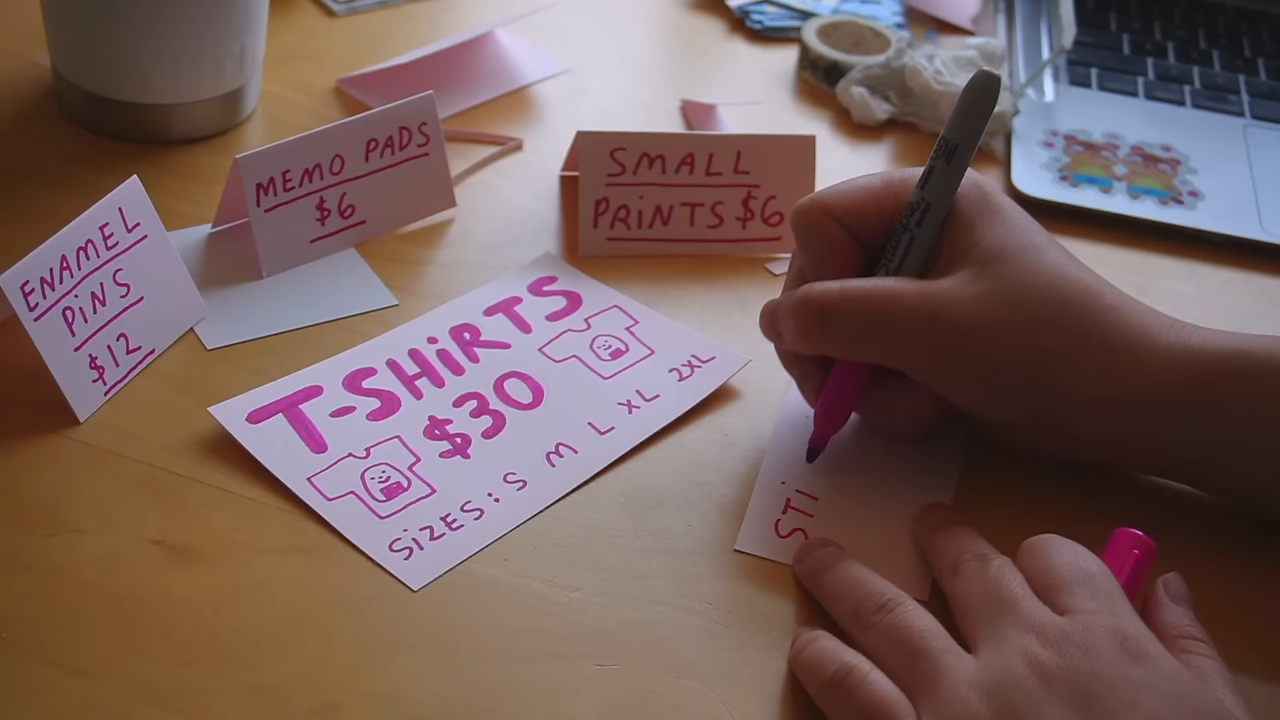 ENAMEL
PiNS
$12
MEMO PADS
$6
SMALL
PRiNTS $6
T-SHiRTS
$30
SiZES: S M L XL 2XL
STi